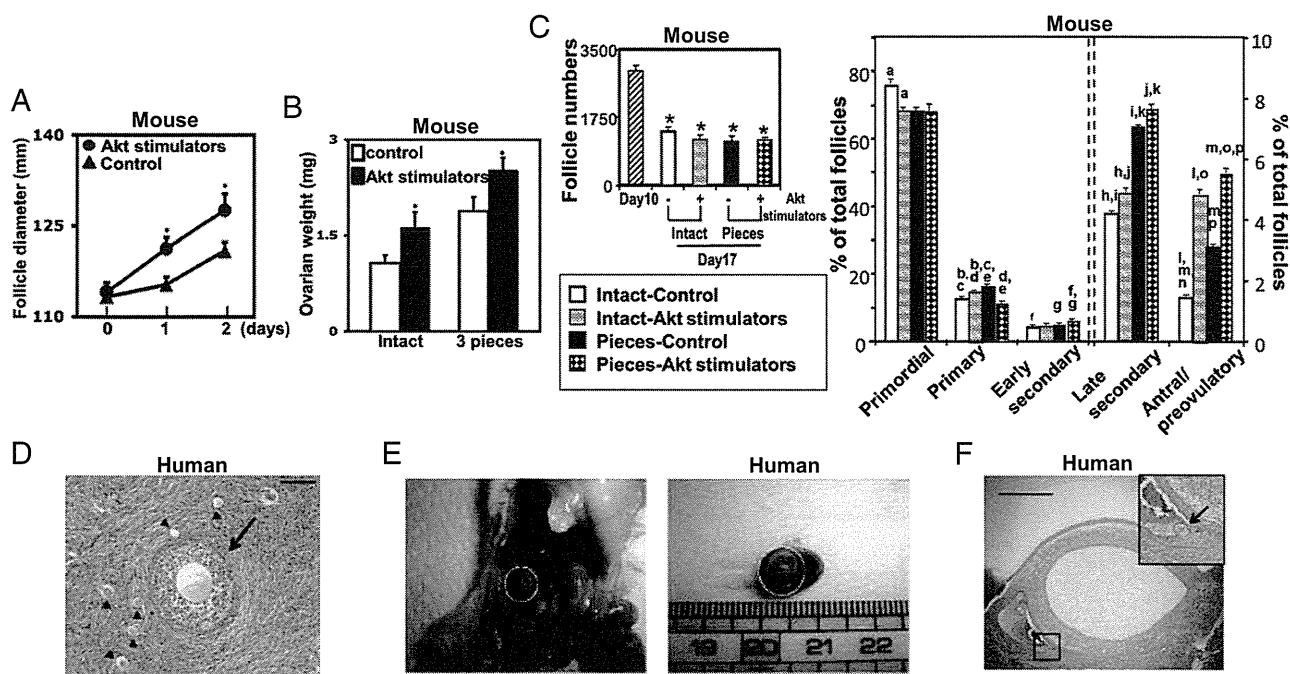 A
Mouse
140
125
110
Follicle diameter (mm)
Akt stimulators
Control
*
*
0 1 2 (days)
B
Mouse
3
1.5
0
Ovarian weight (mg)
control
Akt stimulators
*
*
Intact 3 pieces
C
Mouse
3500
1750
0
Follicle numbers
* * * *
Day10 - + - + Akt
stimulators
Intact Pieces
Day17
Intact-Control
Intact-Akt stimulators
Pieces-Control
Pieces-Akt stimulators
Mouse
80
60
40
20
0
% of total follicles
10
8
6
4
2
0
% of total follicles
a
a
b,
c
b,
d
b,c,
e
d,
e
f
g
f,
g
h,i
h,j
i,k
j,k
l,
m
n
l,o
m
p
m,o,p
Primordial
Primary
Early
secondary
Late
secondary
Antral/
preovulatory
D
Human
E
Human
19 20 21 22
F
Human